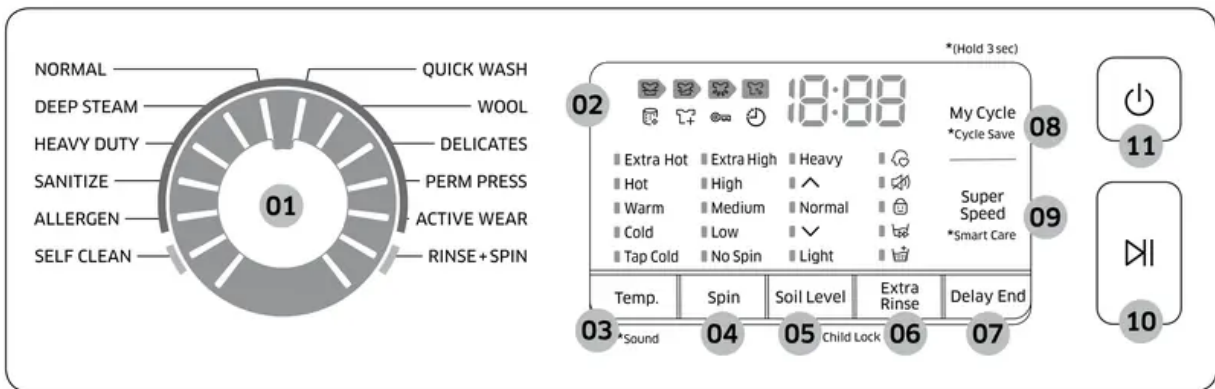 *(Hold 3 sec)
NORMAL
QUICK WASH
DEEP STEAM
WOOL
HEAVY DUTY
DELICATES
SANITIZE
PERM PRESS
ALLERGEN
ACTIVE WEAR
SELF CLEAN
RINSE + SPIN
01
02
18:88
My Cycle
*Cycle Save
08
Extra Hot
Extra High
Heavy
Hot
High
Warm
Medium
Normal
Cold
Low
Tap Cold
No Spin
Light
Super
Speed
*Smart Care
09
Temp.
Spin
Soil Level
Extra
Rinse
Delay End
03
*Sound
04
05
Child Lock
06
07
11
10